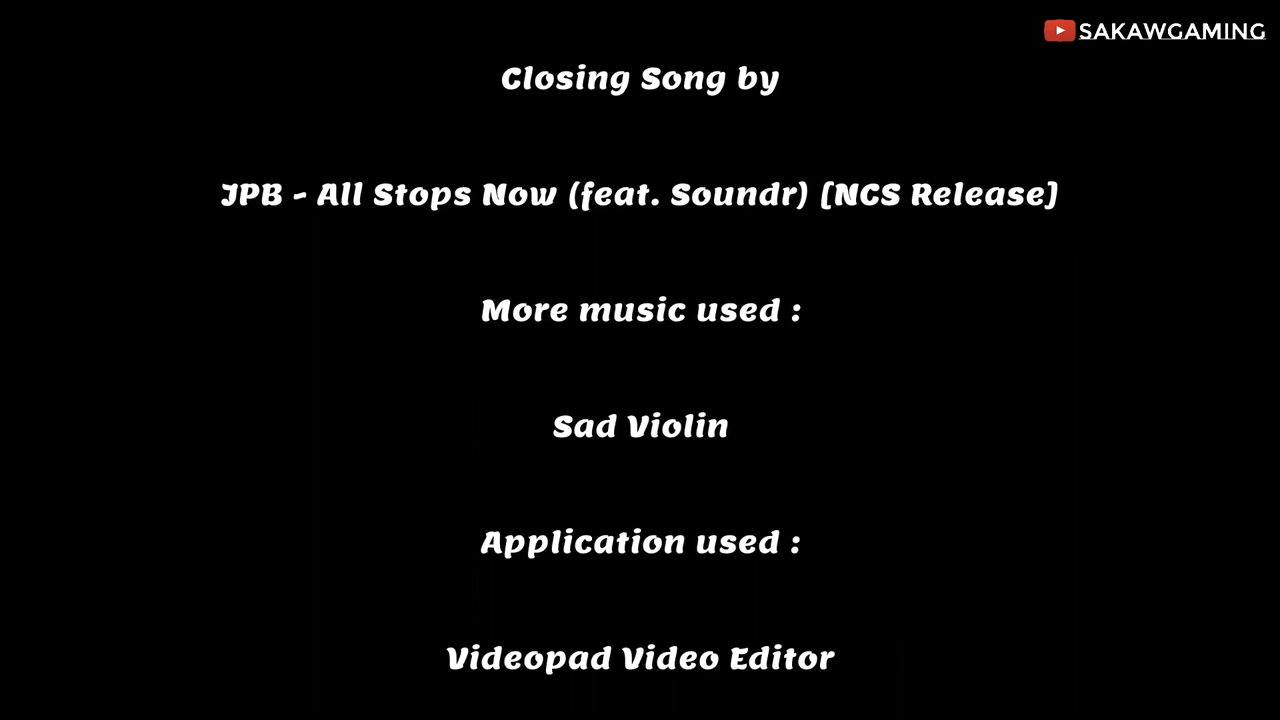 SAKAWGAMING
Closing Song by
JPB - All Stops Now (feat. Soundr) [NCS Release]
More music used :
Sad Violin
Application used :
Videopad Video Editor